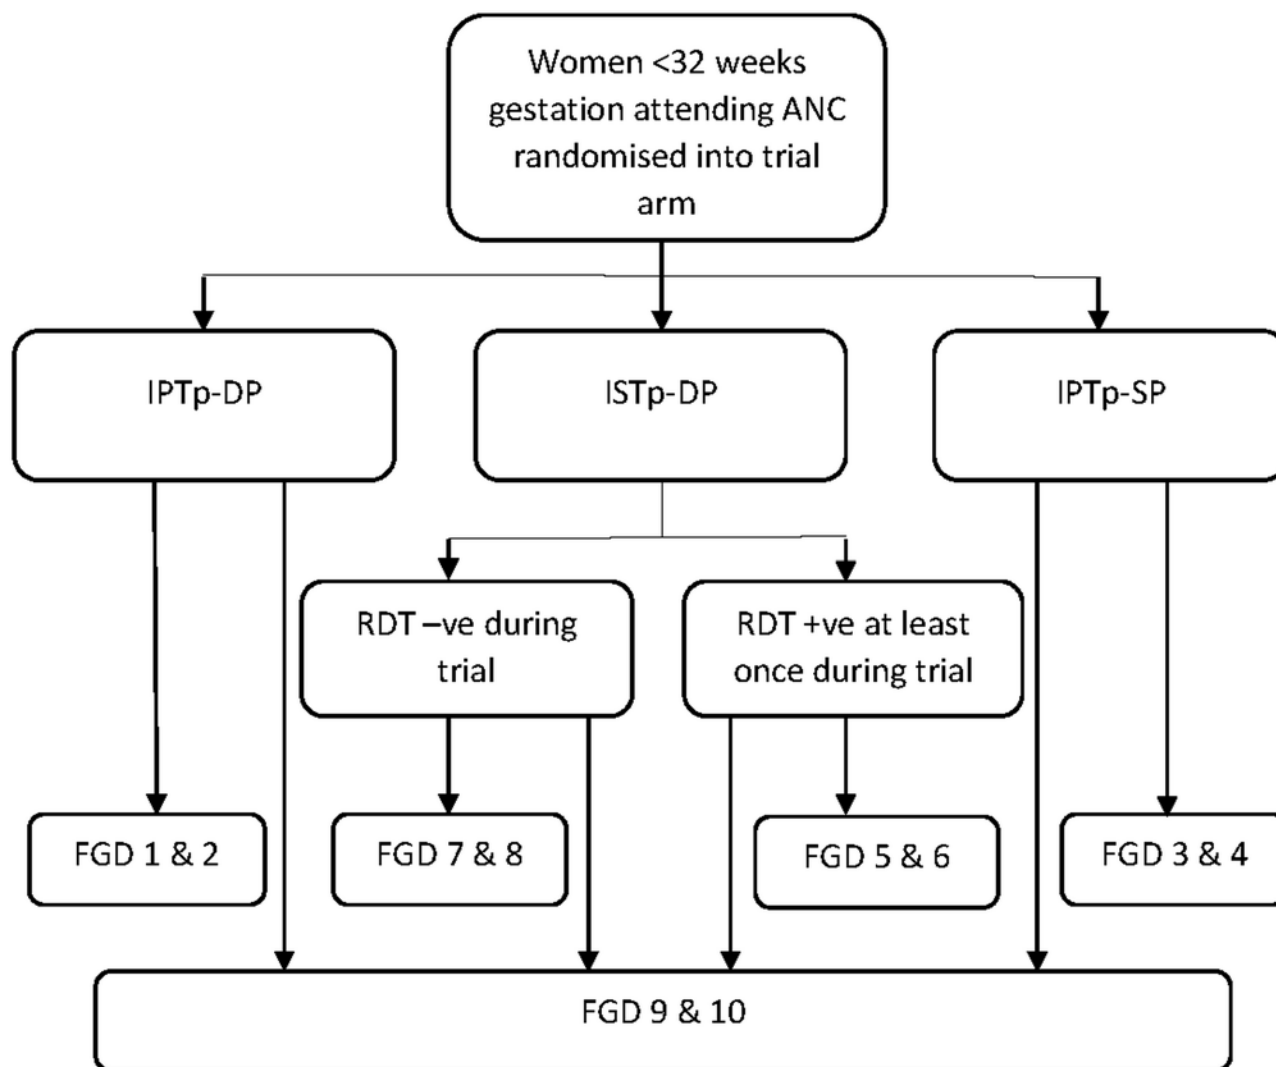 Women <32 weeks
gestation attending ANC
randomised into trial
arm
IPTp-DP
ISTp-DP
IPTp-SP
RDT –ve during
trial
RDT +ve at least
once during trial
FGD 1 & 2
FGD 7 & 8
FGD 5 & 6
FGD 3 & 4
FGD 9 & 10